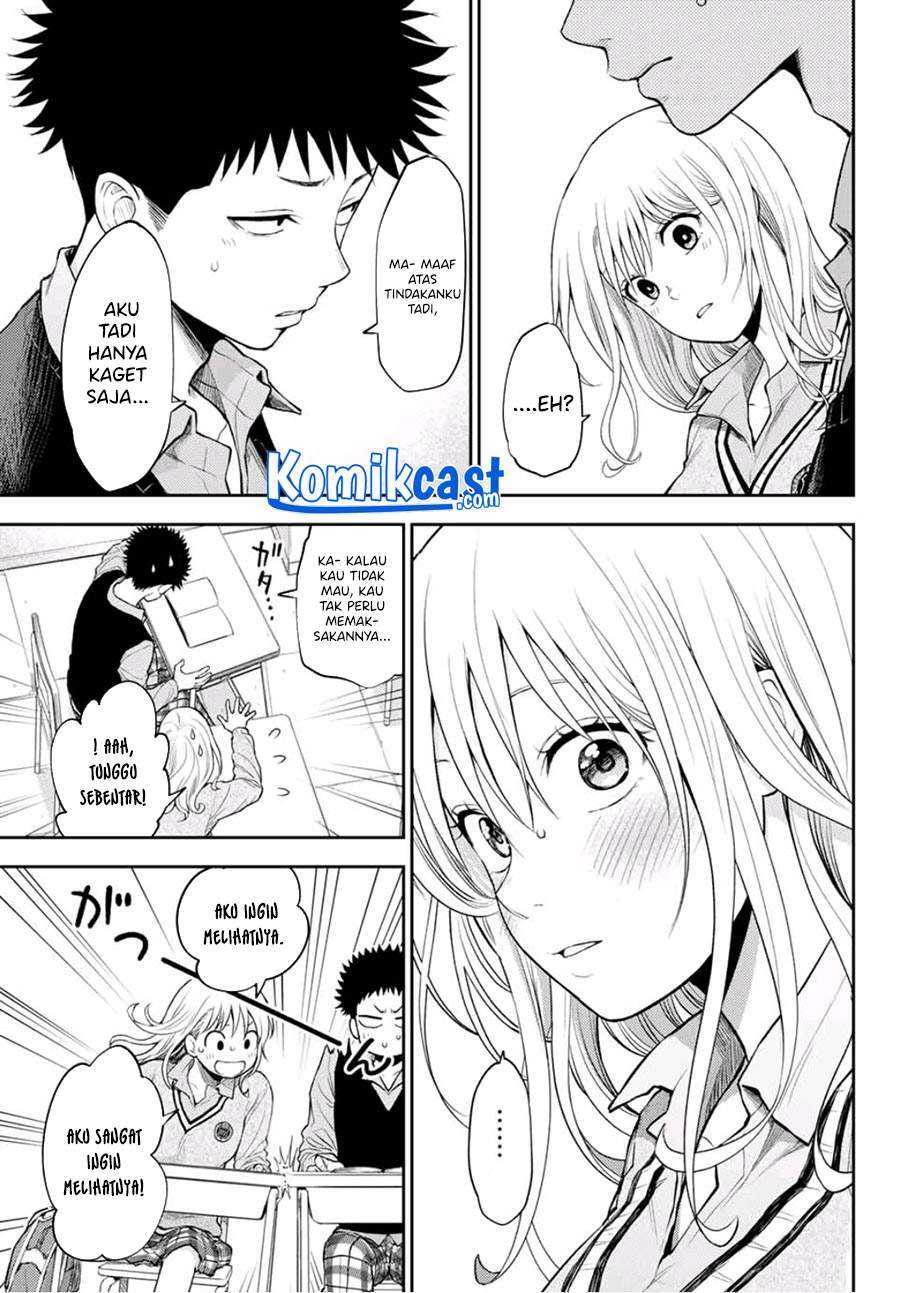 ....EH?
MA- MAAF
ATAS
TINDAKANKU
TADI,
AKU
TADI
HANYA
KAGET
SAJA...
Komikcast
.com
........
KA- KALAU
KAU TIDAK
MAU, KAU
TAK PERLU
MEMAK-
SAKANNYA...
ガタ...
! AAH,
TUNGGU
SEBENTAR!
AKU INGIN
MELIHATNYA.
がっーん
AKU SANGAT
INGIN
MELIHATNYA!